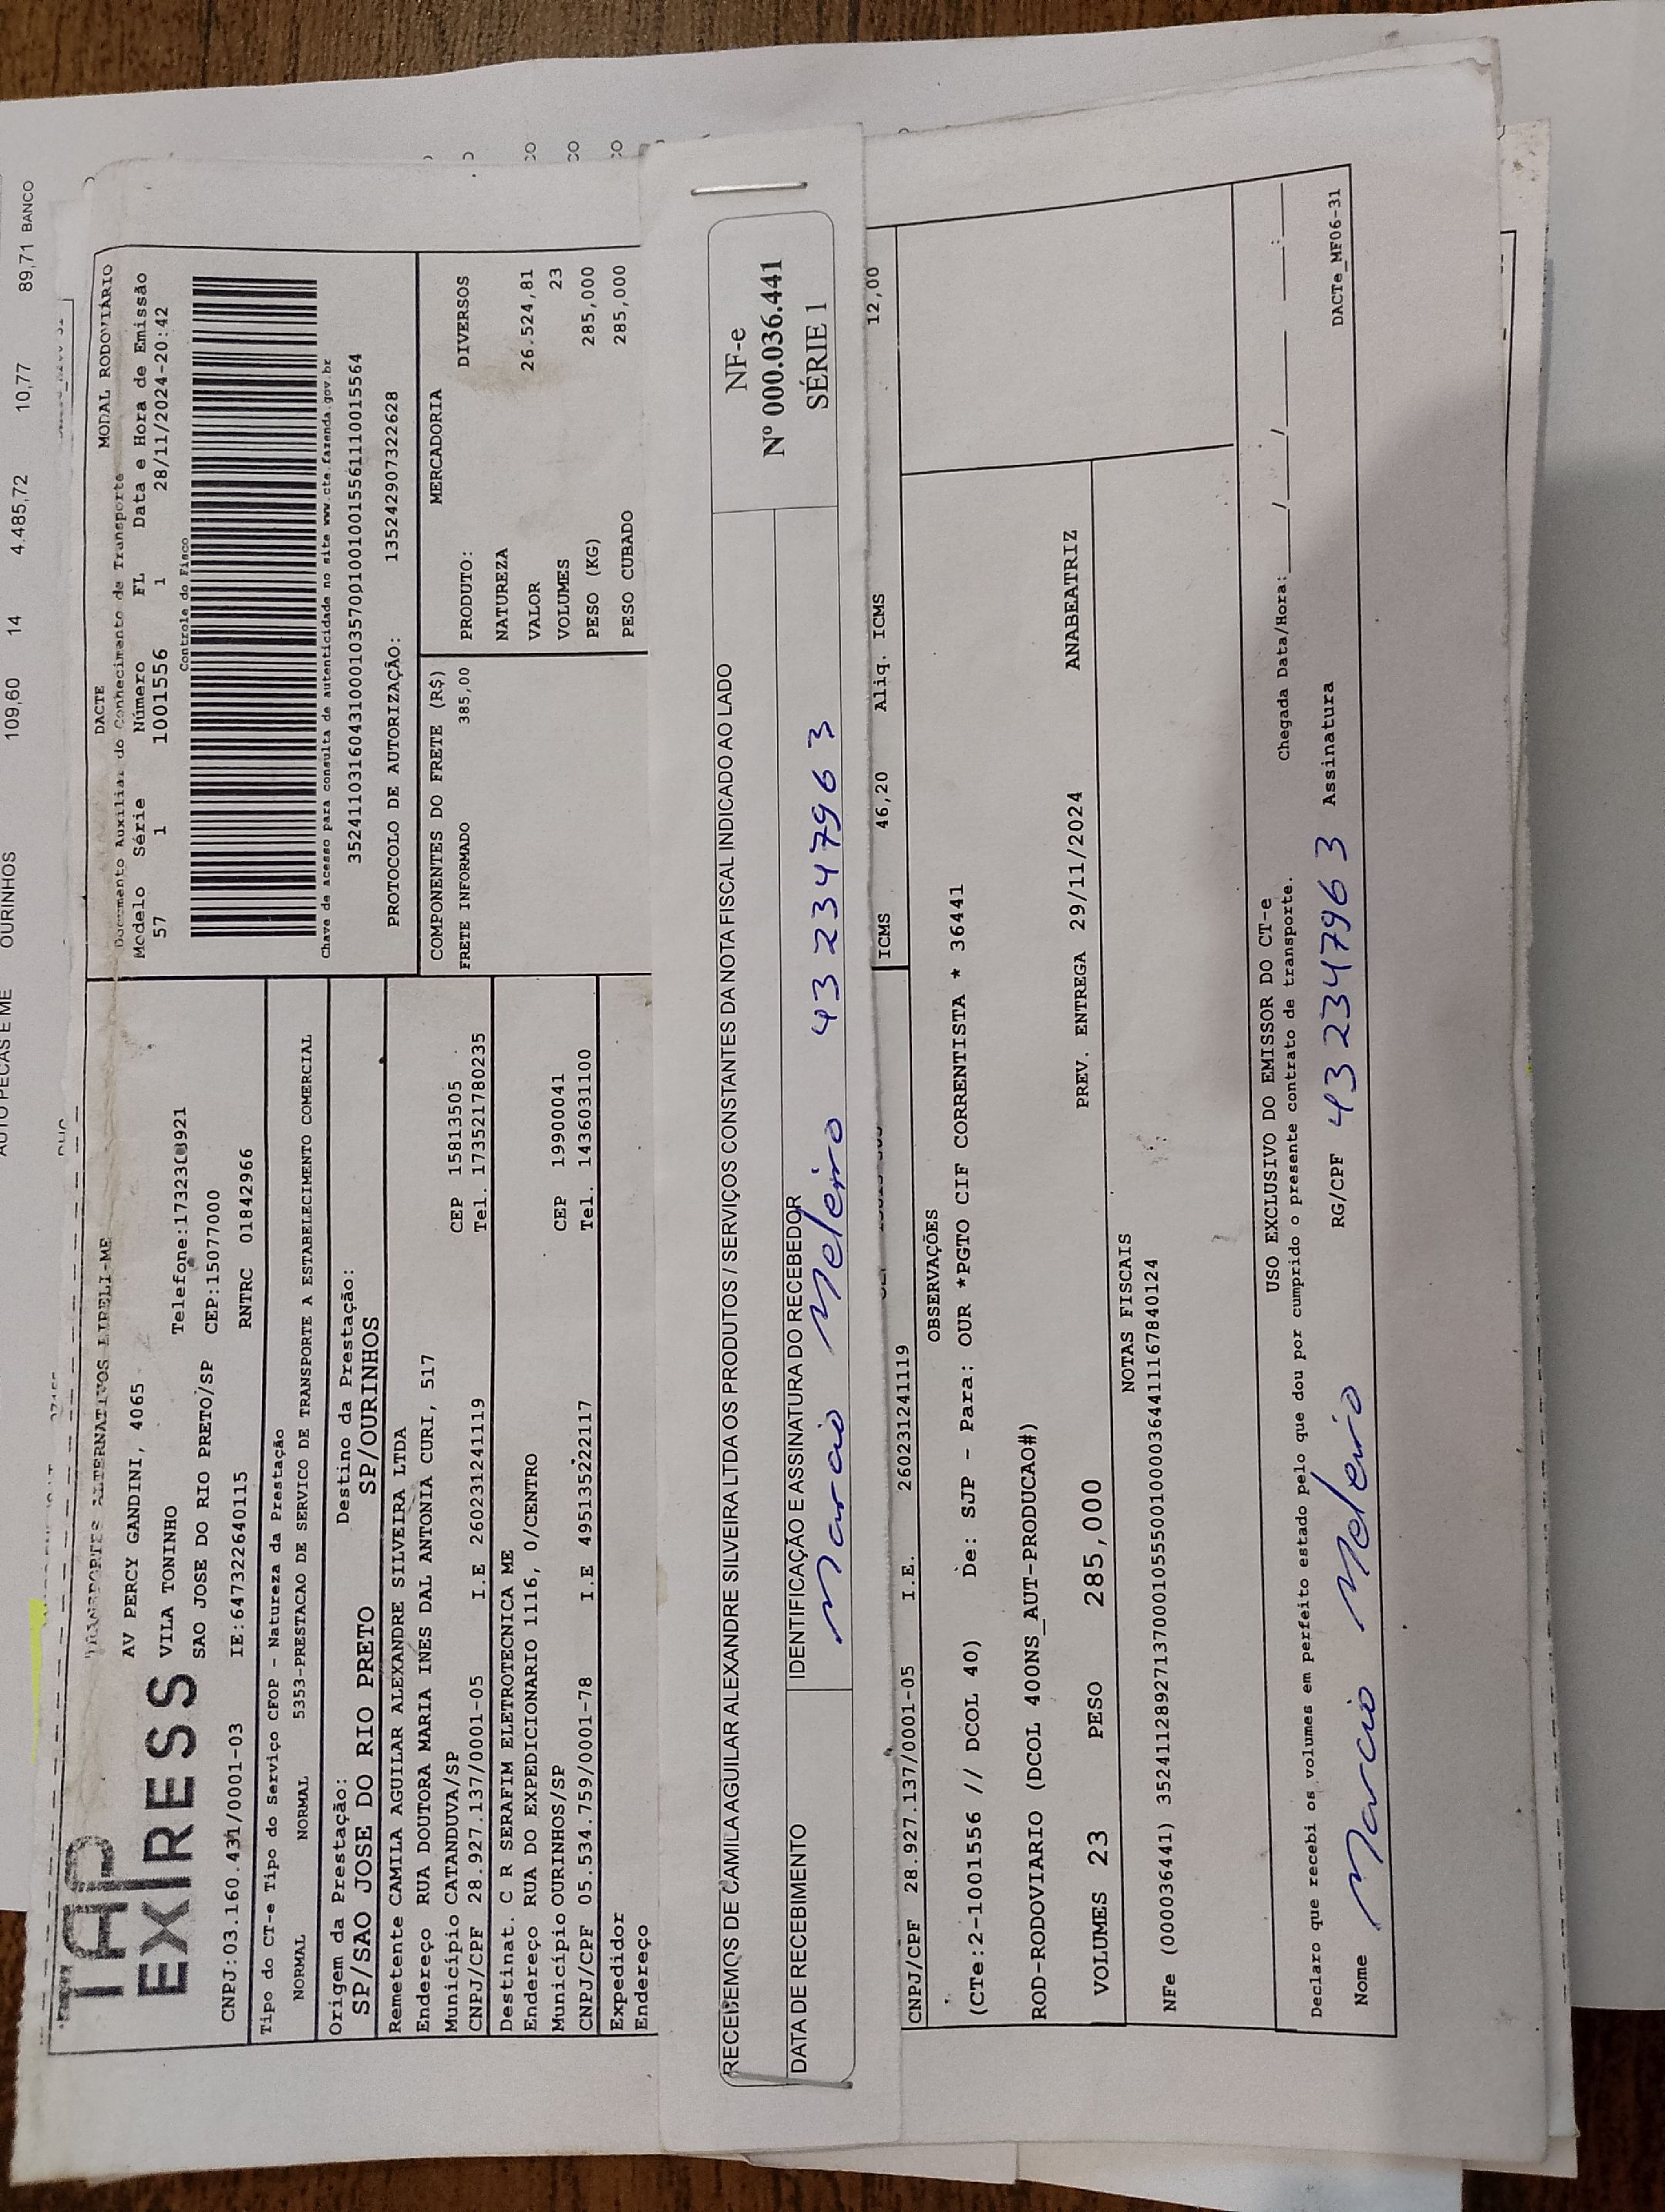 109,60 14 4.485,72 10,77 89,71 BANCO
OURINHOS
TAP
EXPRESS
AV PERCY GANDINI, 4065
VILA TONINHO
SAO JOSE DO RIO PRETO/SP CEP:15077000
CNPJ:03.160.431/0001-03 IE:647322640115 RNTRC 01842966
Tipo do CT-e Tipo do Serviço CFOP - Natureza da Prestação
NORMAL NORMAL 5353-PRESTACAO DE SERVICO DE TRANSPORTE A ESTABELECIMENTO COMERCIAL
Origem da Prestação: Destino da Prestação:
SP/SAO JOSE DO RIO PRETO SP/OURINHOS
Remetente CAMILA AGUILAR ALEXANDRE SILVEIRA LTDA
Endereço RUA DOUTORA MARIA INES DAL ANTONIA CURI, 517
Município CATANDUVA/SP CEP 15813505
CNPJ/CPF 28.927.137/0001-05 I.E 260231241119 Tel. 173521780235
Destinat. C R SERAFIM ELETROTECNICA ME
Endereço RUA DO EXPEDICIONARIO 1116, 0/CENTRO
Município OURINHOS/SP CEP 19900041
CNPJ/CPF 05.534.759/0001-78 I.E 495135222117 Tel. 1436031100
Expedidor
Endereço
DACTE MODAL RODOVIÁRIO
Documento Auxiliar do Conhecimento de Transporte
Modelo Série Número FL Data e Hora de Emissão
57 1 1001556 1 28/11/2024-20:42
Controle do Fisco
Chave de acesso para consulta de autenticidade no site www.cte.fazenda.gov.br
35241103160431000103570010010015561110015564
PROTOCOLO DE AUTORIZAÇÃO: 135242907322628
COMPONENTES DO FRETE (R$)
FRETE INFORMADO 385,00
MERCADORIA
PRODUTO: DIVERSOS
NATUREZA
VALOR 26.524,81
VOLUMES 23
PESO (KG) 285,000
PESO CUBADO 285,000
RECEBEMOS DE CAMILA AGUILAR ALEXANDRE SILVEIRA LTDA OS PRODUTOS / SERVIÇOS CONSTANTES DA NOTA FISCAL INDICADO AO LADO
DATA DE RECEBIMENTO IDENTIFICAÇÃO E ASSINATURA DO RECEBEDOR
Marcio Meleiro 432347963
NF-e
Nº 000.036.441
SÉRIE 1
CNPJ/CPF 28.927.137/0001-05 I.E. 260231241119 ICMS 46,20 Aliq. ICMS 12,00
OBSERVAÇÕES
(CTe:2-1001556 // DCOL 40) De: SJP - Para: OUR *PGTO CIF CORRENTISTA * 36441
ROD-RODOVIARIO (DCOL 400NS_AUT-PRODUCAO#)
VOLUMES 23 PESO 285,000 PREV. ENTREGA 29/11/2024 ANABEATRIZ
NOTAS FISCAIS
NFe (000036441) 35241128927137000105550010000364411167840124
USO EXCLUSIVO DO EMISSOR DO CT-e
Declaro que recebi os volumes em perfeito estado pelo que dou por cumprido o presente contrato de transporte. Chegada Data/Hora:___/___/___ ___:___
Nome Marcio Meleiro RG/CPF 432347963 Assinatura DACTe_MF06-31